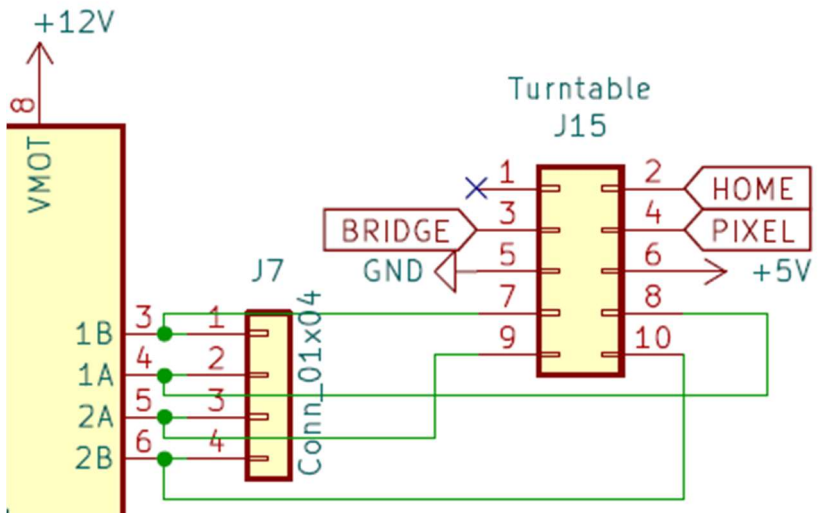 +12V
8
VMOT
Turntable
J15
1 2 HOME
BRIDGE 3 4 PIXEL
GND 5 6 +5V
7 8
9 10
J7
Conn_01x04
1B 3 1
1A 4 2
2A 5 3
2B 6 4